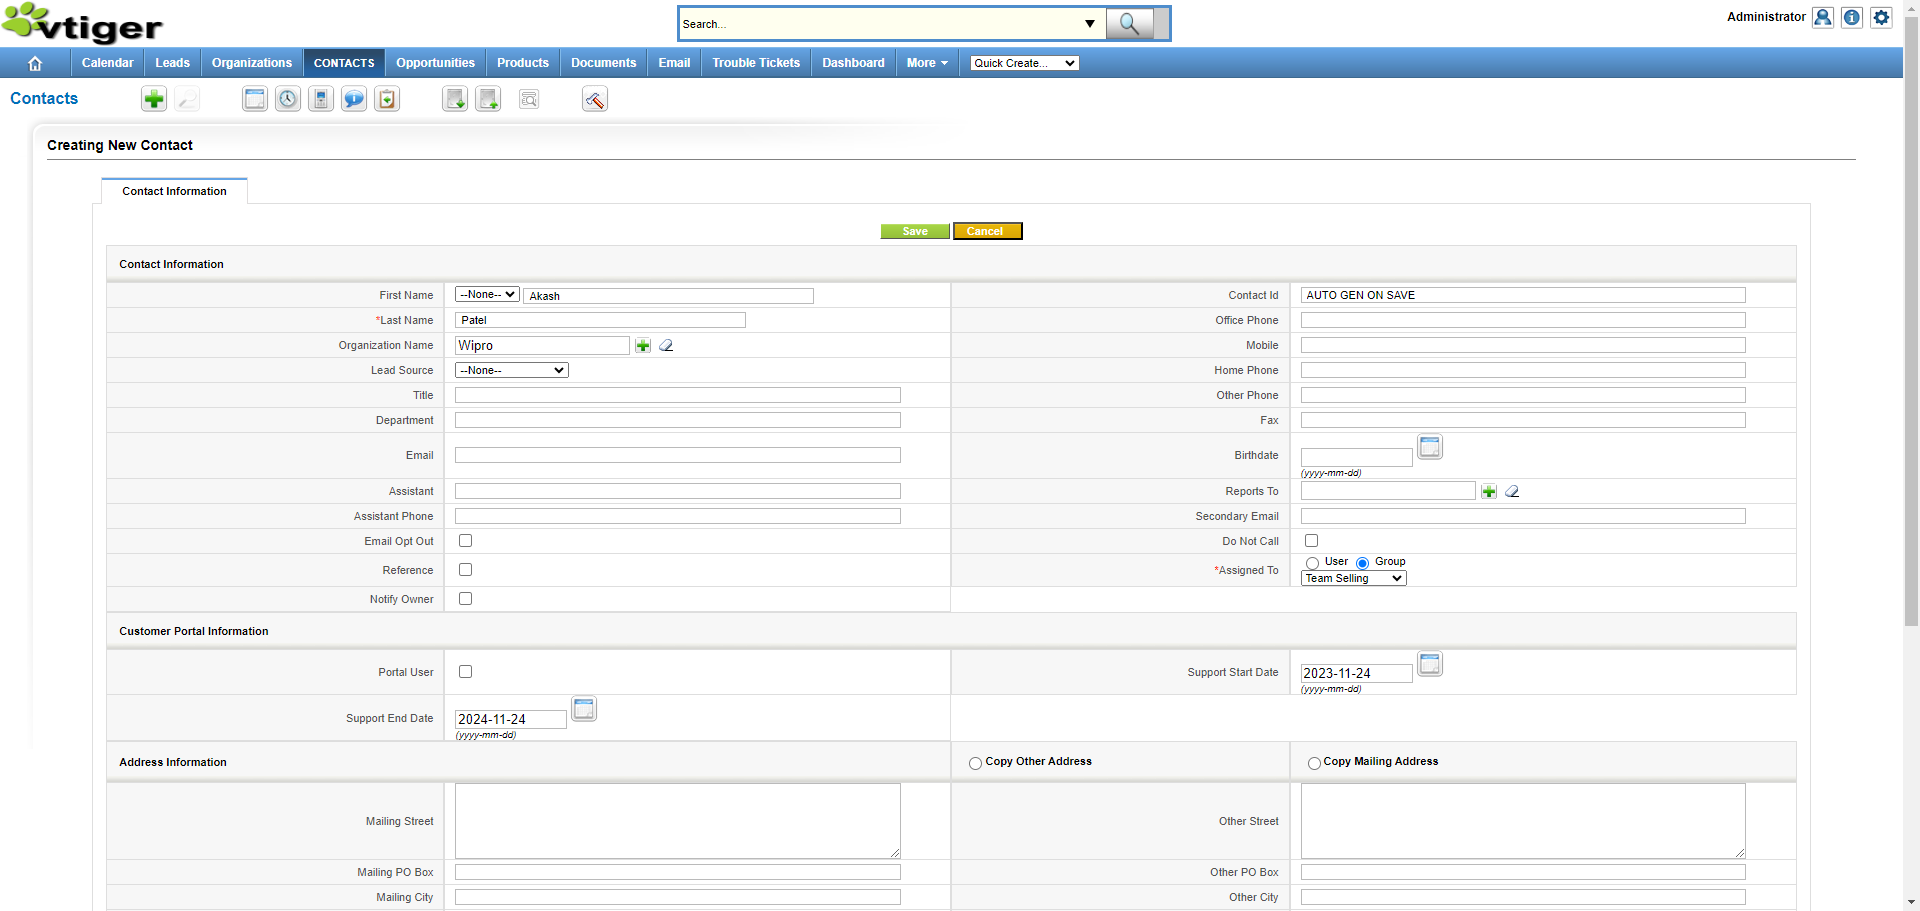 vtiger
Search...
Administrator
Calendar Leads Organizations CONTACTS Opportunities Products Documents Email Trouble Tickets Dashboard More Quick Create...
Contacts
Creating New Contact
Contact Information
Save Cancel
Contact Information
First Name --None-- Akash Contact Id AUTO GEN ON SAVE
*Last Name Patel Office Phone
Organization Name Wipro Mobile
Lead Source --None-- Home Phone
Title Other Phone
Department Fax
Email Birthdate
(yyyy-mm-dd)
Assistant Reports To
Assistant Phone Secondary Email
Email Opt Out Do Not Call
Reference *Assigned To User Group
Team Selling
Notify Owner
Customer Portal Information
Portal User Support Start Date 2023-11-24
(yyyy-mm-dd)
Support End Date 2024-11-24
(yyyy-mm-dd)
Address Information Copy Other Address Copy Mailing Address
Mailing Street Other Street
Mailing PO Box Other PO Box
Mailing City Other City